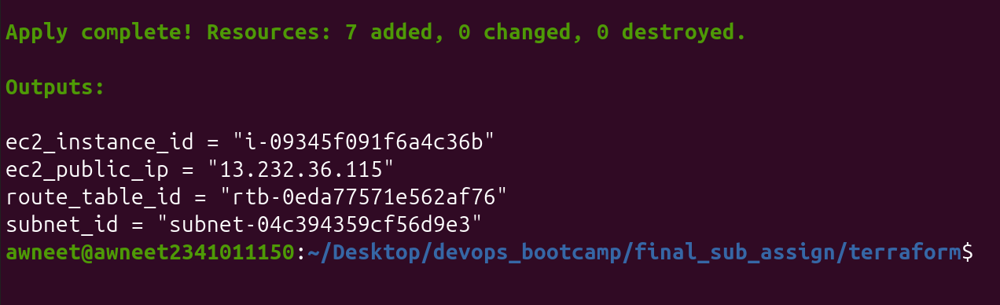 Apply complete! Resources: 7 added, 0 changed, 0 destroyed.
Outputs:
ec2_instance_id = "i-09345f091f6a4c36b"
ec2_public_ip = "13.232.36.115"
route_table_id = "rtb-0eda77571e562af76"
subnet_id = "subnet-04c394359cf56d9e3"
awneet@awneet2341011150:~/Desktop/devops_bootcamp/final_sub_assign/terraform$